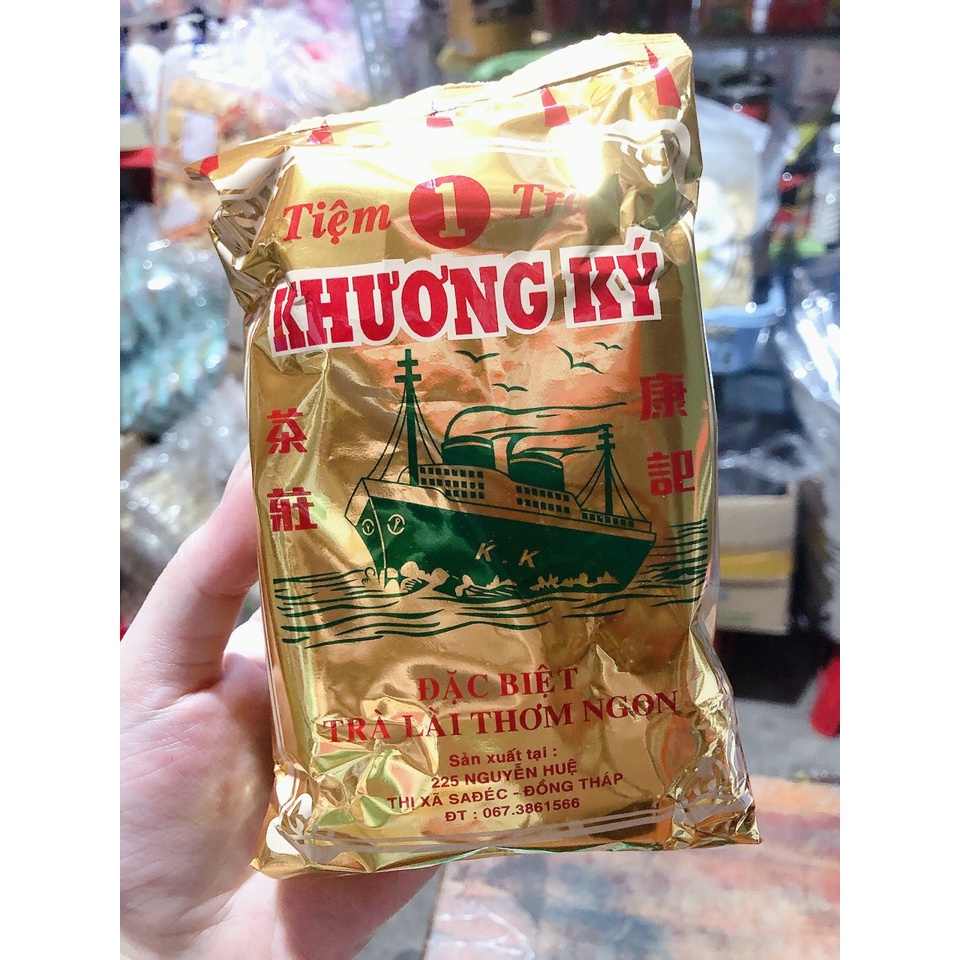 Tiệm 1 Trà
KHƯƠNG KÝ
茶莊
康記
K.K
ĐẶC BIỆT
TRÀ LÀI THƠM NGON
Sản xuất tại :
225 NGUYỄN HUỆ
THỊ XÃ SAĐÉC - ĐỒNG THÁP
ĐT : 067.3861566